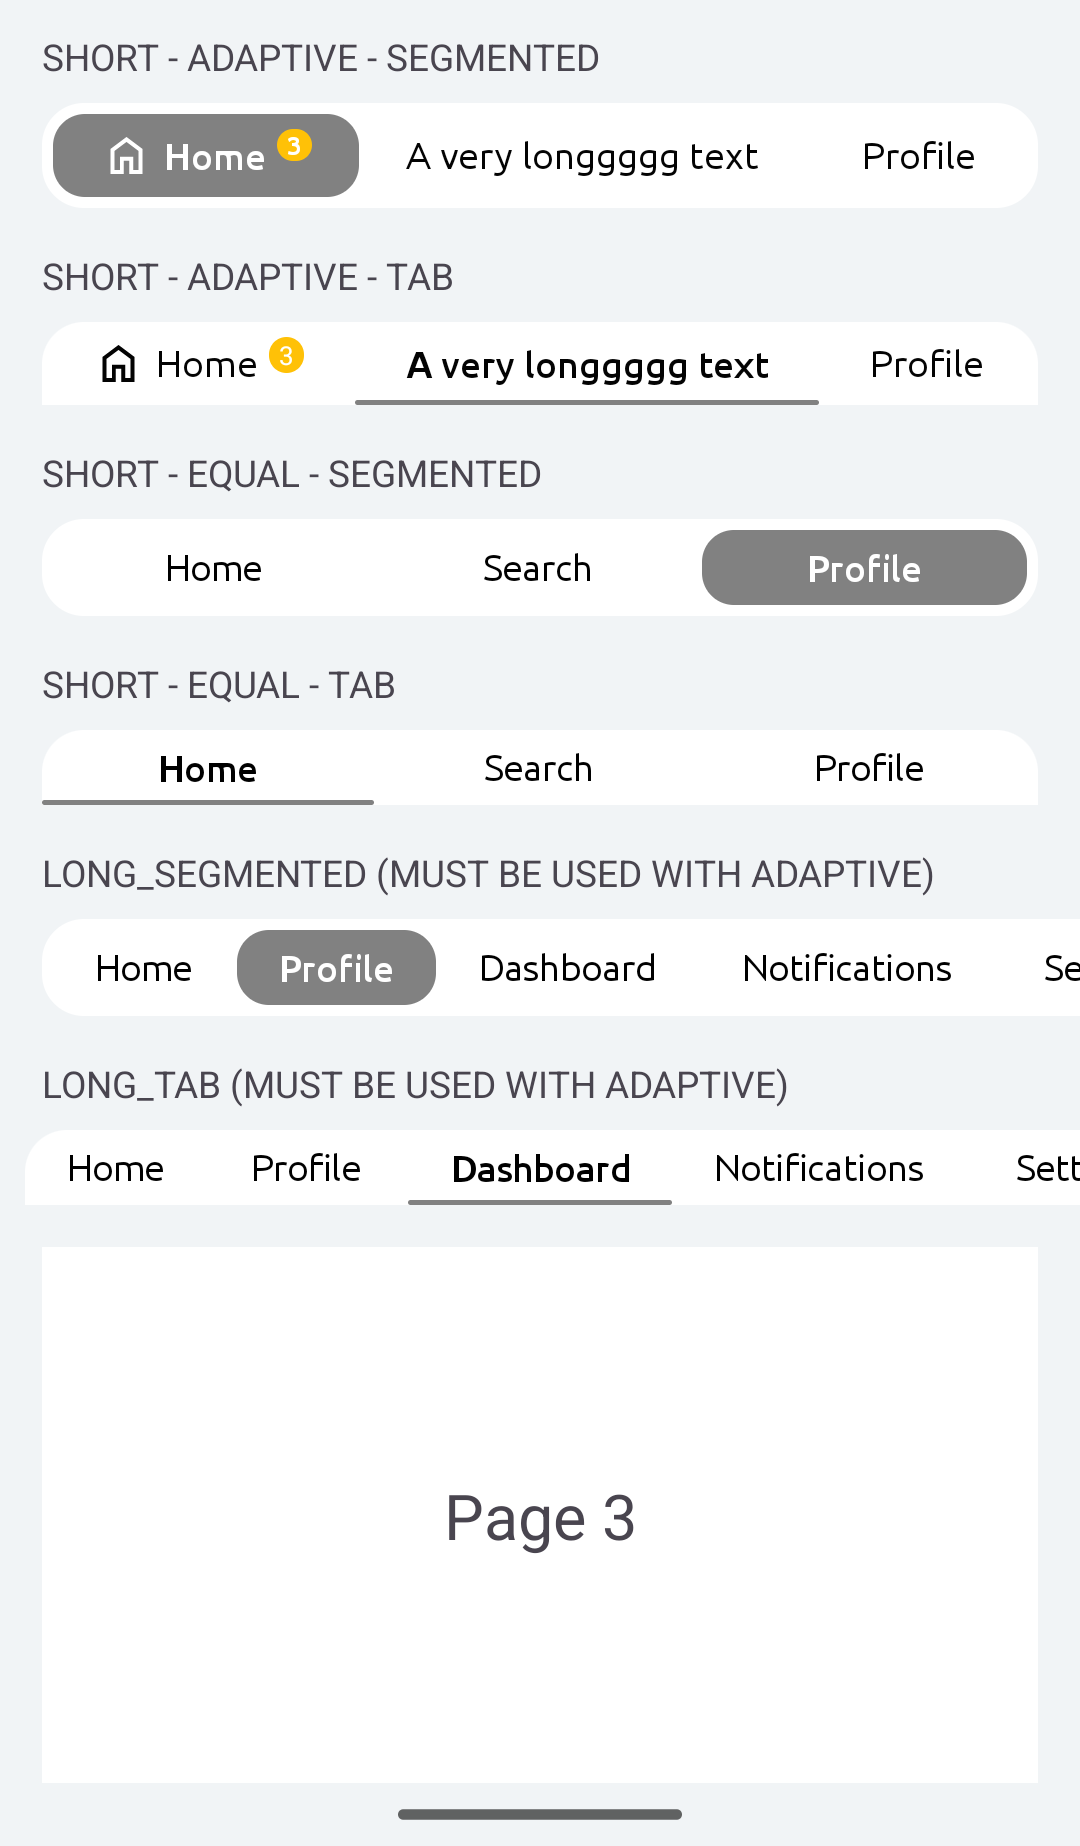 SHORT - ADAPTIVE - SEGMENTED
Home 3 A very longgggg text Profile
SHORT - ADAPTIVE - TAB
Home 3 A very longgggg text Profile
SHORT - EQUAL - SEGMENTED
Home Search Profile
SHORT - EQUAL - TAB
Home Search Profile
LONG_SEGMENTED (MUST BE USED WITH ADAPTIVE)
Home Profile Dashboard Notifications Se
LONG_TAB (MUST BE USED WITH ADAPTIVE)
Home Profile Dashboard Notifications Sett
Page 3